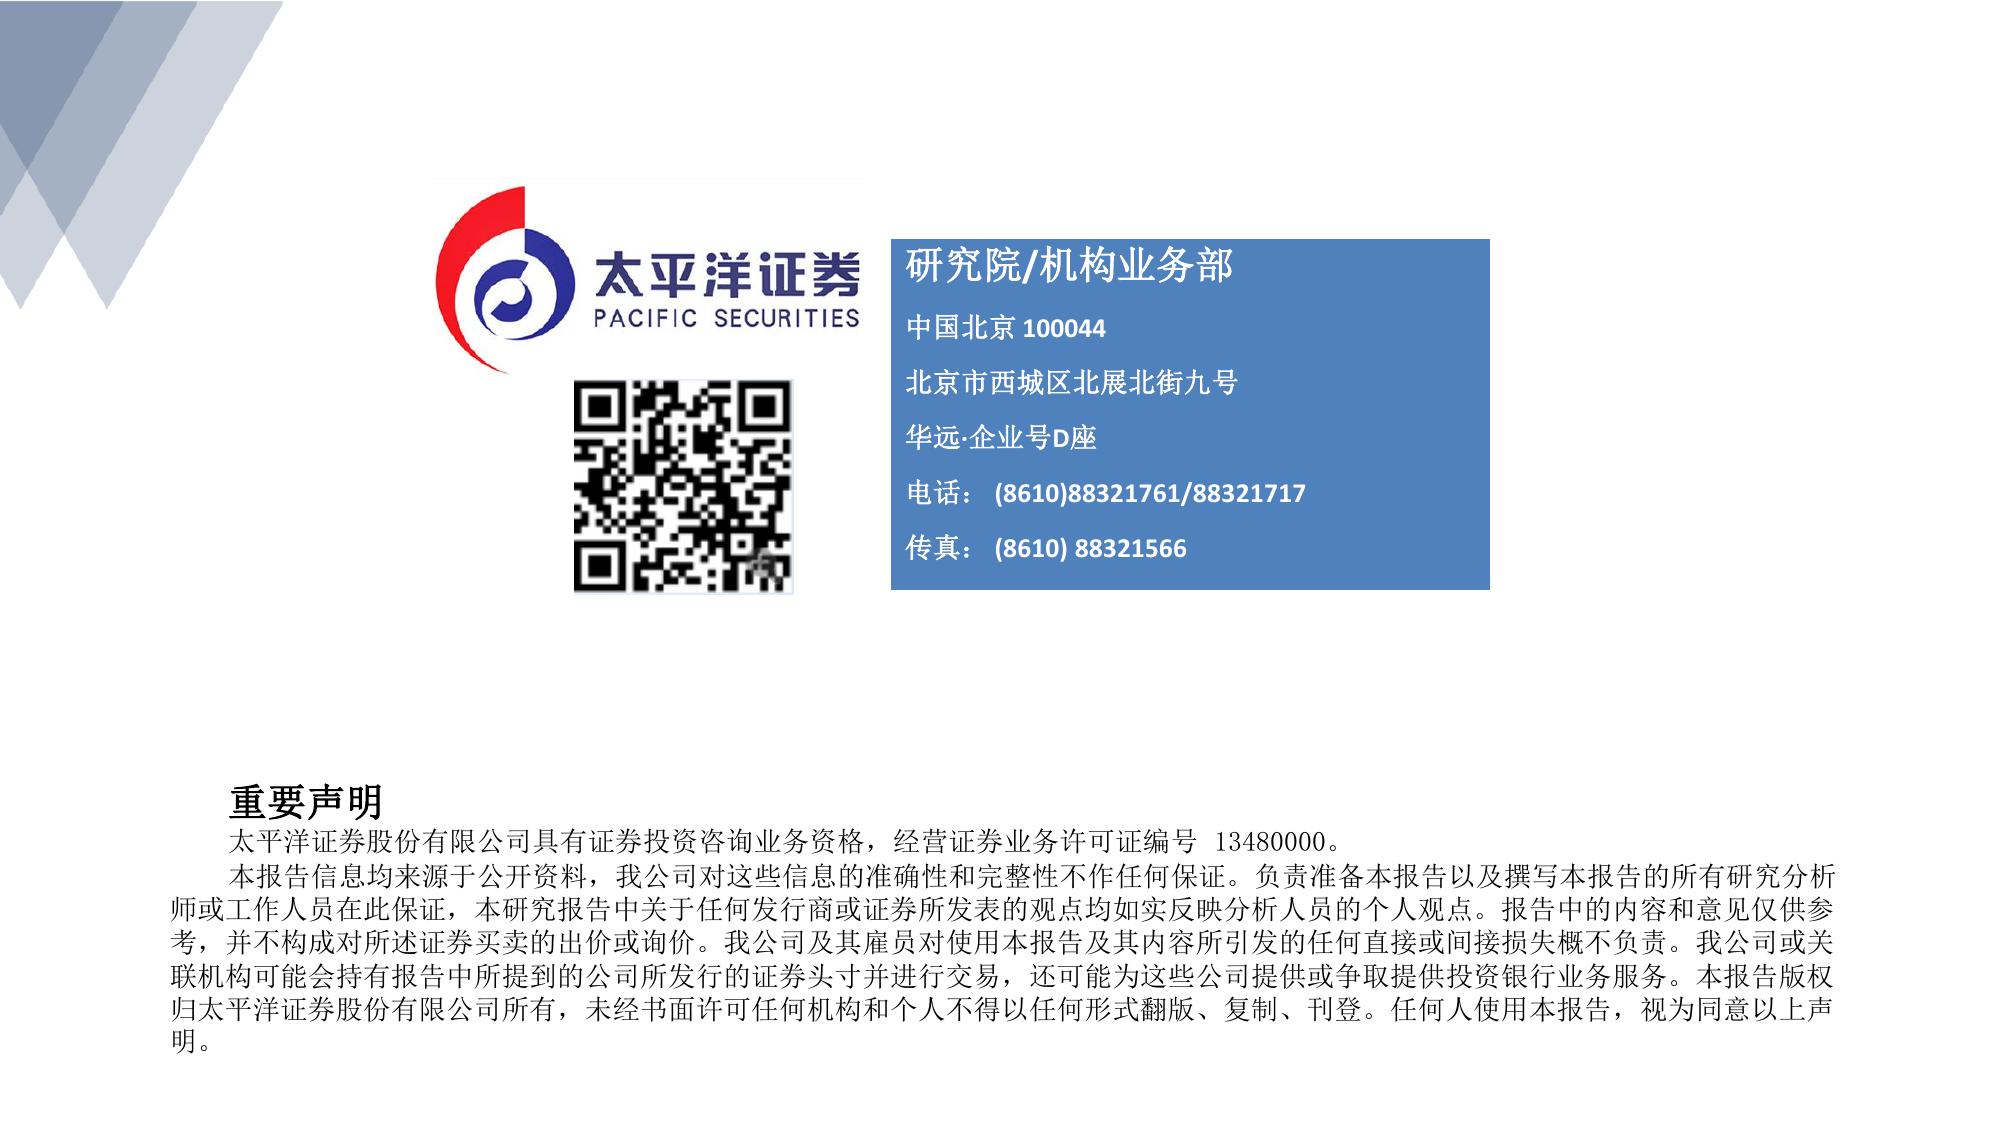 太平洋证券
PACIFIC SECURITIES
研究院/机构业务部
中国北京 100044
北京市西城区北展北街九号
华远·企业号D座
电话： (8610)88321761/88321717
传真： (8610) 88321566
重要声明
太平洋证券股份有限公司具有证券投资咨询业务资格，经营证券业务许可证编号 13480000。
本报告信息均来源于公开资料，我公司对这些信息的准确性和完整性不作任何保证。负责准备本报告以及撰写本报告的所有研究分析
师或工作人员在此保证，本研究报告中关于任何发行商或证券所发表的观点均如实反映分析人员的个人观点。报告中的内容和意见仅供参
考，并不构成对所述证券买卖的出价或询价。我公司及其雇员对使用本报告及其内容所引发的任何直接或间接损失概不负责。我公司或关
联机构可能会持有报告中所提到的公司所发行的证券头寸并进行交易，还可能为这些公司提供或争取提供投资银行业务服务。本报告版权
归太平洋证券股份有限公司所有，未经书面许可任何机构和个人不得以任何形式翻版、复制、刊登。任何人使用本报告，视为同意以上声
明。